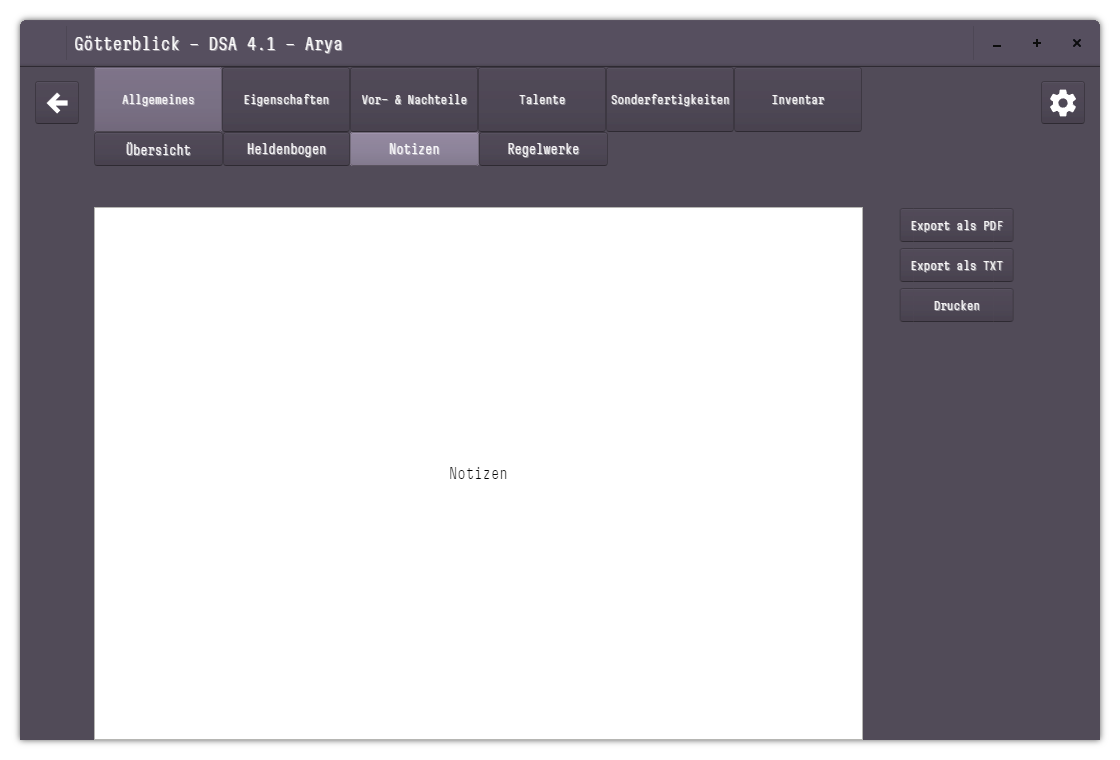 Götterblick - DSA 4.1 - Arya
Allgemeines
Eigenschaften
Vor- & Nachteile
Talente
Sonderfertigkeiten
Inventar
Übersicht
Heldenbogen
Notizen
Regelwerke
Export als PDF
Export als TXT
Drucken
Notizen